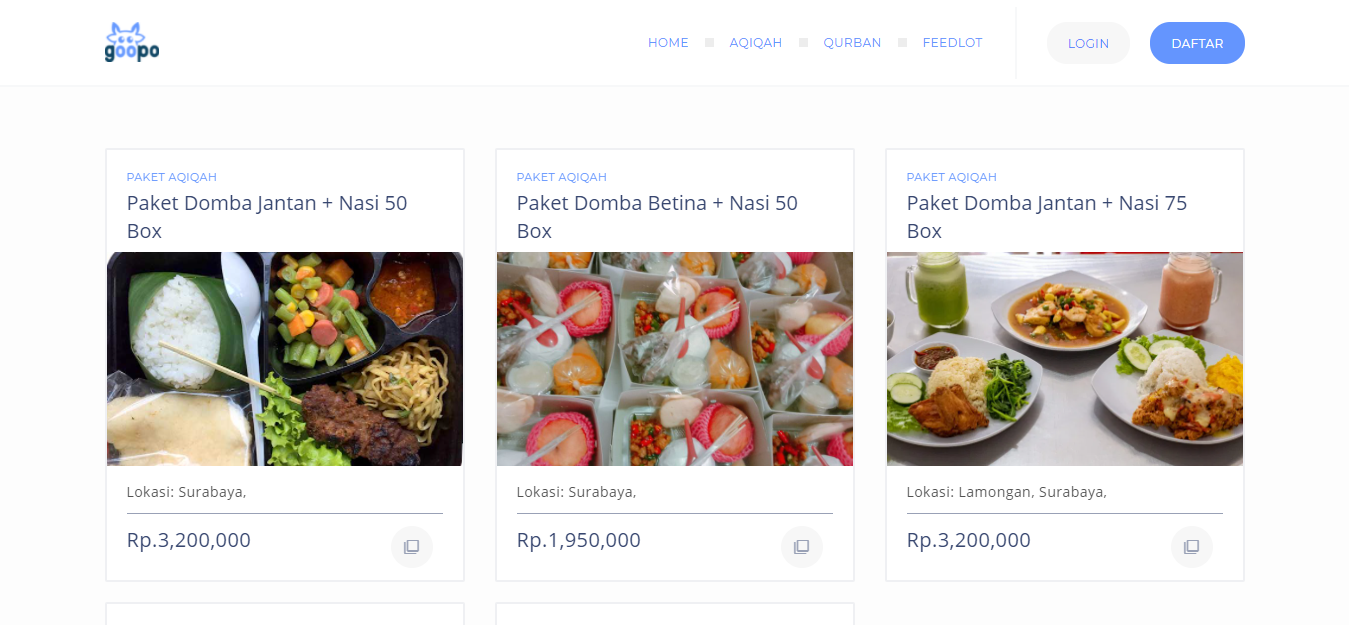 goopo
HOME AQIQAH QURBAN FEEDLOT LOGIN DAFTAR
PAKET AQIQAH
Paket Domba Jantan + Nasi 50
Box
Lokasi: Surabaya,
Rp.3,200,000
PAKET AQIQAH
Paket Domba Betina + Nasi 50
Box
Lokasi: Surabaya,
Rp.1,950,000
PAKET AQIQAH
Paket Domba Jantan + Nasi 75
Box
Lokasi: Lamongan, Surabaya,
Rp.3,200,000